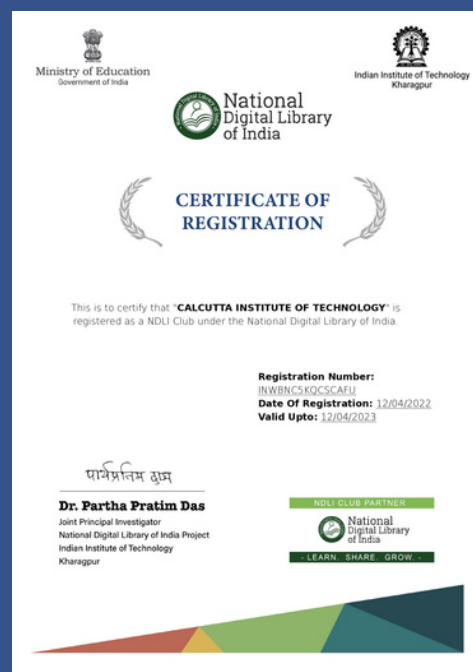 Ministry of Education
Government of India
Indian Institute of Technology
Kharagpur
National
Digital Library
of India
CERTIFICATE OF
REGISTRATION
This is to certify that "CALCUTTA INSTITUTE OF TECHNOLOGY" is
registered as a NDLI Club under the National Digital Library of India.
Registration Number:
INWBNC5KQCSCAFU
Date Of Registration: 12/04/2022
Valid Upto: 12/04/2023
Dr. Partha Pratim Das
Joint Principal Investigator
National Digital Library of India Project
Indian Institute of Technology
Kharagpur
NDLI CLUB PARTNER
National
Digital Library
of India
- LEARN. SHARE. GROW. -